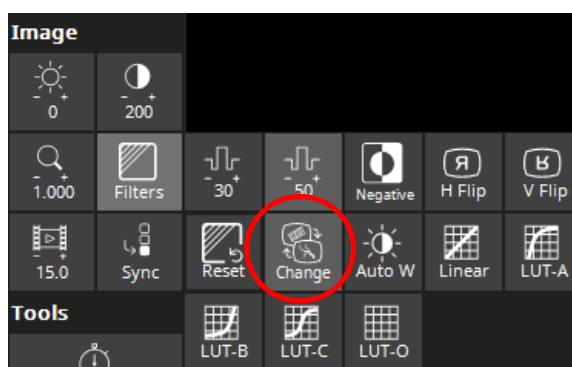 Image
- +
- +
0
200
- +
- +
- +
1.000
Filters
30
50
Negative
H Flip
V Flip
- +
15.0
Sync
Reset
Change
Auto W
Linear
LUT-A
Tools
LUT-B
LUT-C
LUT-O